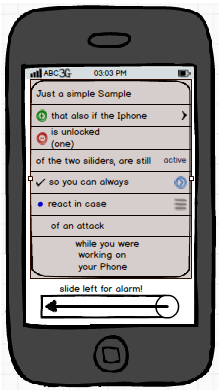 ABC 3G 03:03 PM
Just a simple Sample
that also if the Iphone
is unlocked
(one)
of the two siliders, are still active
so you can always
react in case
of an attack
while you were
working on
your Phone
slide left for alarm!